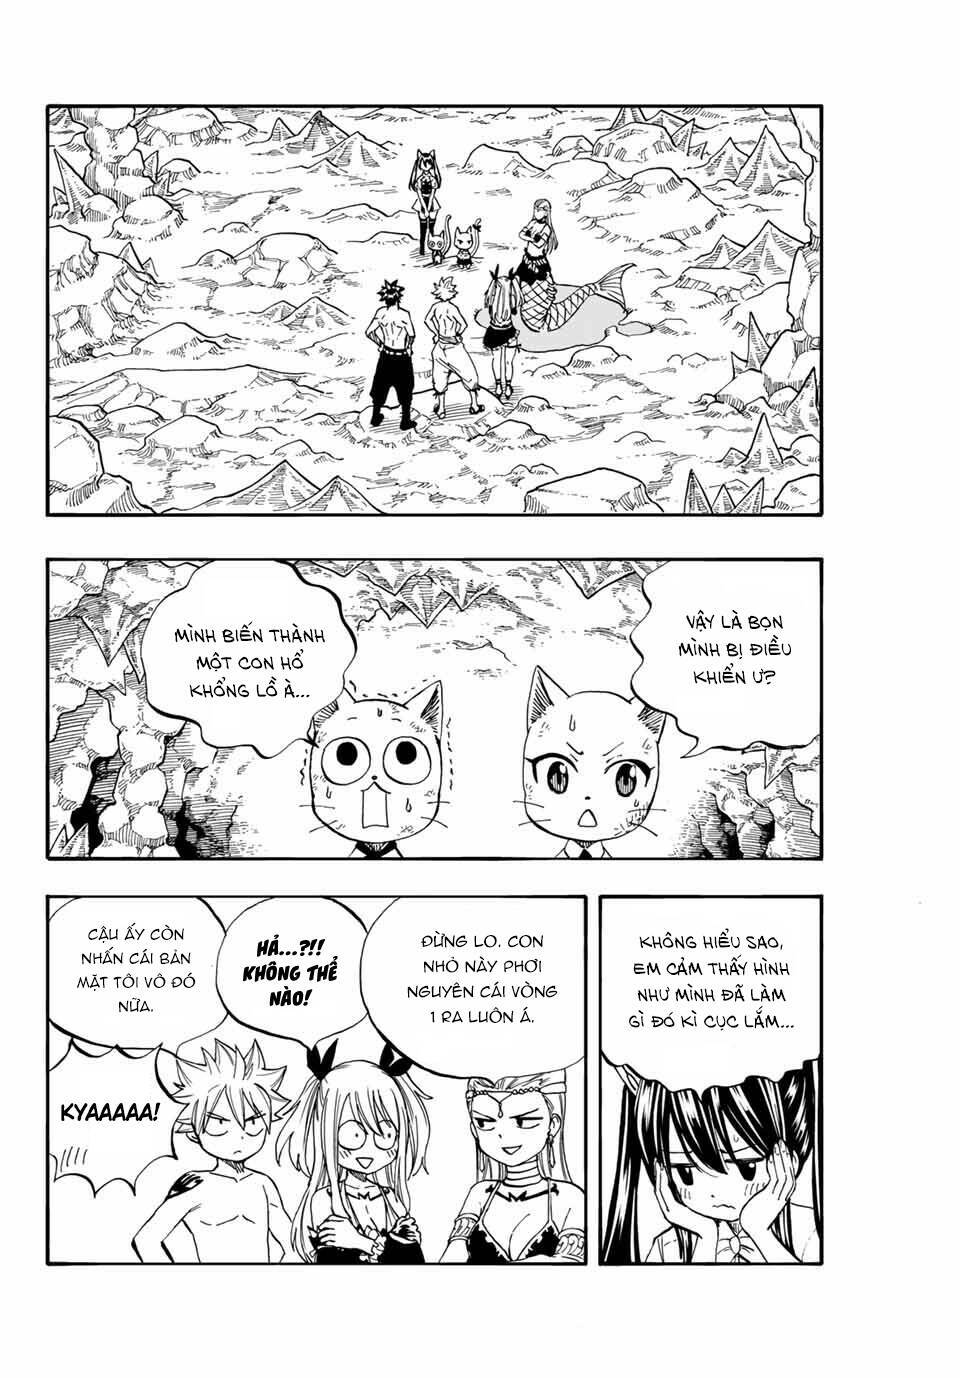 VẬY LÀ BỌN
MÌNH BỊ ĐIỀU
KHIỂN Ư?
MÌNH BIẾN THÀNH
MỘT CON HỔ
KHỔNG LỒ À...
KHÔNG HIỂU SAO,
EM CẢM THẤY HÌNH
NHƯ MÌNH ĐÃ LÀM
GÌ ĐÓ KÌ CỤC LẮM...
ĐỪNG LO. CON
NHỎ NÀY PHƠI
NGUYÊN CÁI VÒNG
1 RA LUÔN Á.
HẢ...?!!
KHÔNG THỂ
NÀO!
CẬU ẤY CÒN
NHẤN CÁI BẢN
MẶT TÔI VÔ ĐÓ
NỮA.
KYAAAAA!